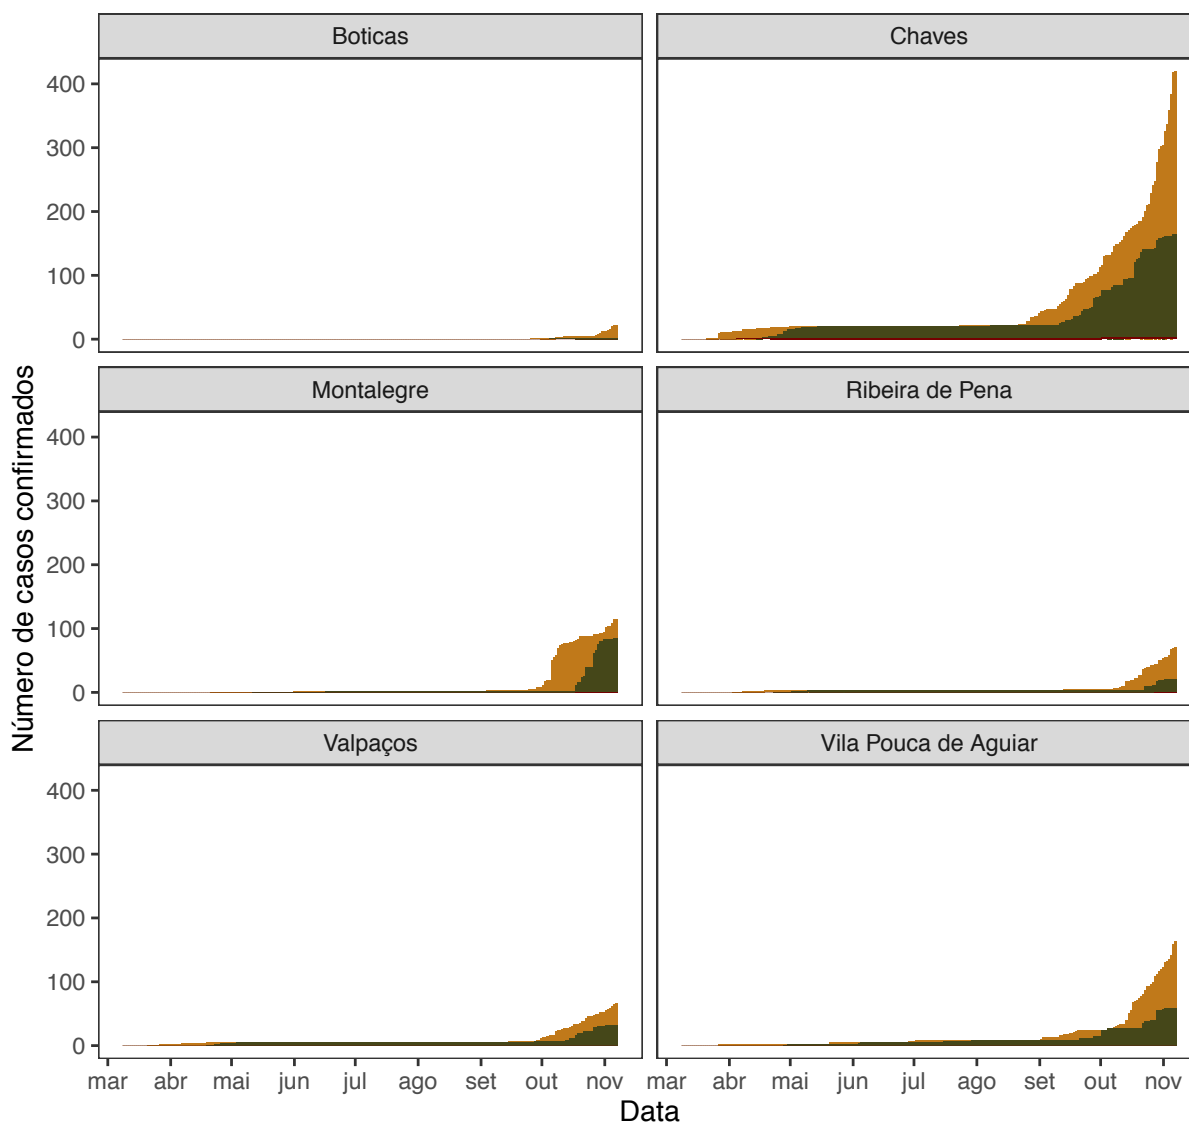 Boticas
Chaves
400
300
200
100
0
Montalegre
Ribeira de Pena
400
300
200
100
0
Valpaços
Vila Pouca de Aguiar
400
300
200
100
0
mar abr mai jun jul ago set out nov
mar abr mai jun jul ago set out nov
Data
Número de casos confirmados